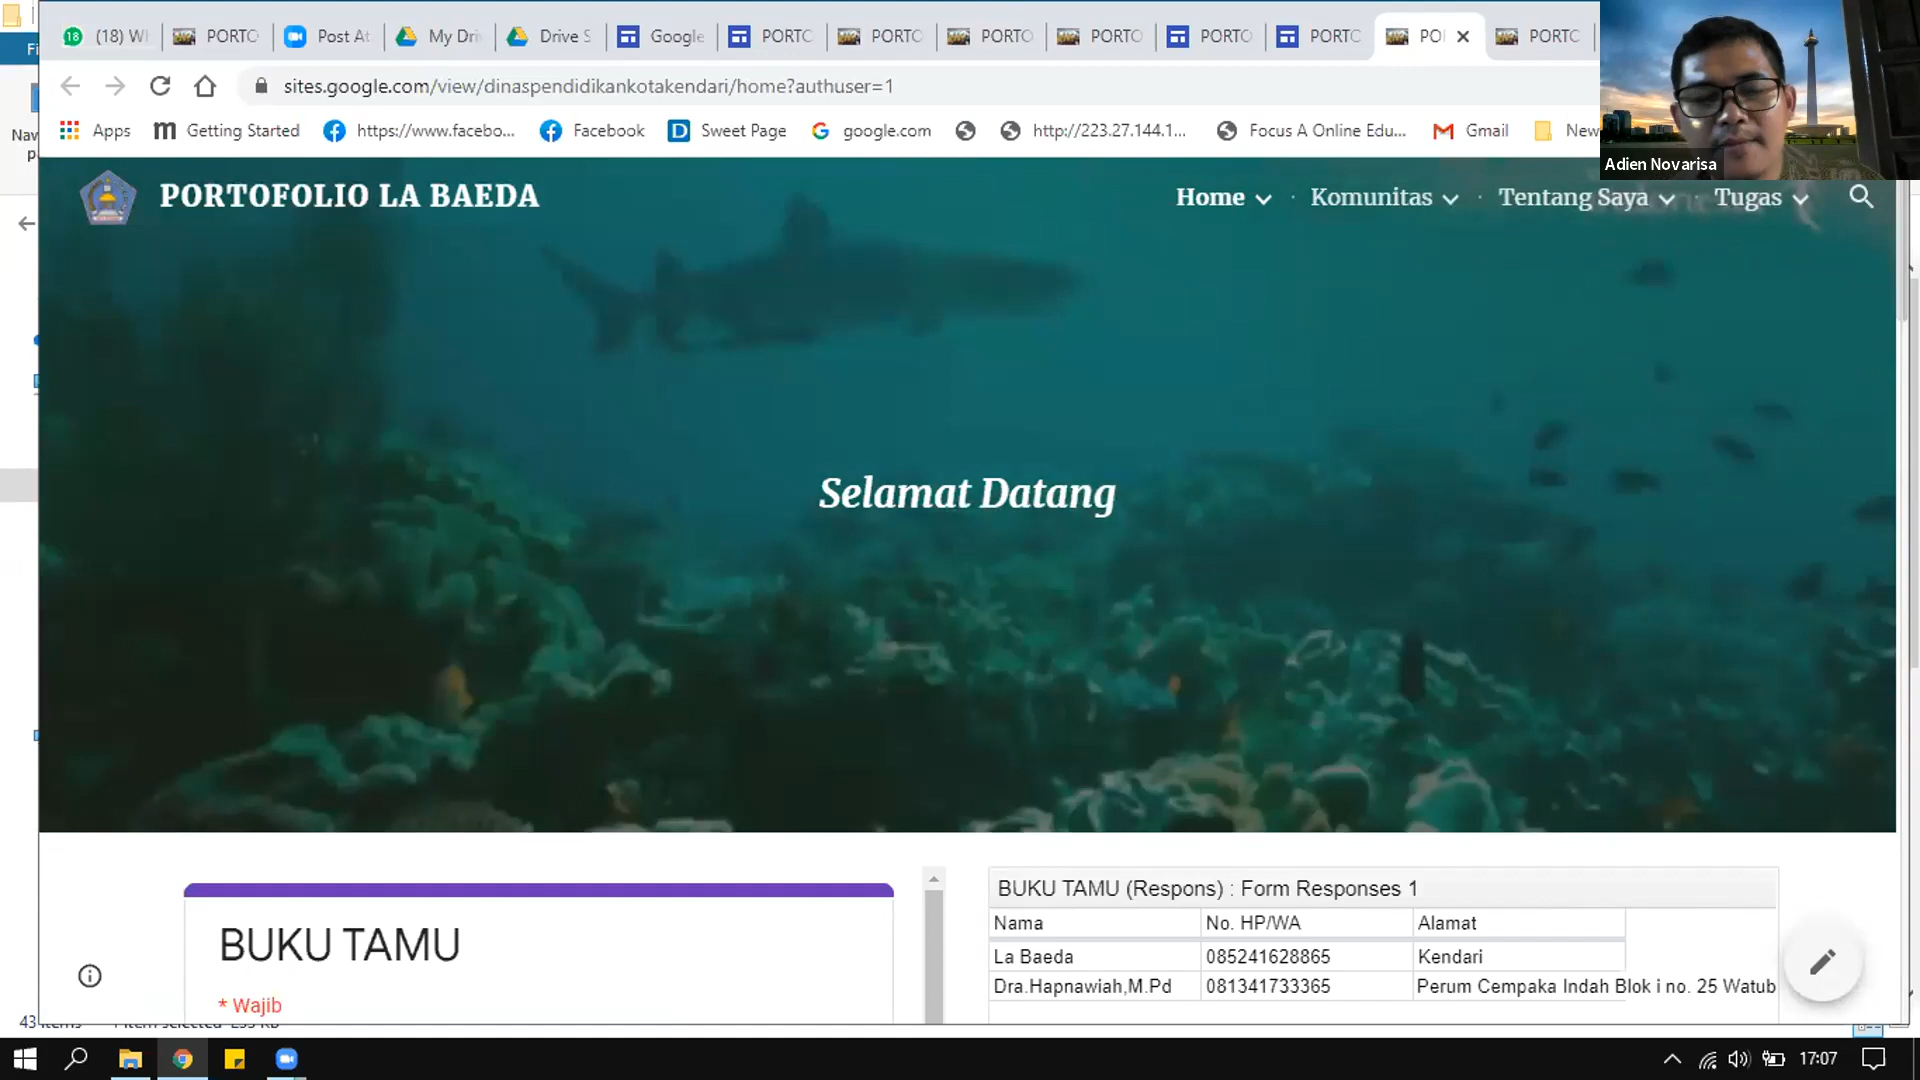 (18) W
PORTO
Post At
My Dri
Drive S
Google
PORTO
PORTO
PORTO
PORTO
PORTO
PORTC
PO
PORTO
sites.google.com/view/dinaspendidikankotakendari/home?authuser=1
Apps
Getting Started
https://www.facebo...
Facebook
Sweet Page
google.com
http://223.27.144.1...
Focus A Online Edu...
Gmail
New
Adien Novarisa
PORTOFOLIO LA BAEDA
Home
Komunitas
Tentang Saya
Tugas
Selamat Datang
BUKU TAMU
* Wajib
BUKU TAMU (Respons) : Form Responses 1
Nama No. HP/WA Alamat
La Baeda 085241628865 Kendari
Dra.Hapnawiah,M.Pd 081341733365 Perum Cempaka Indah Blok i no. 25 Watub
17:07